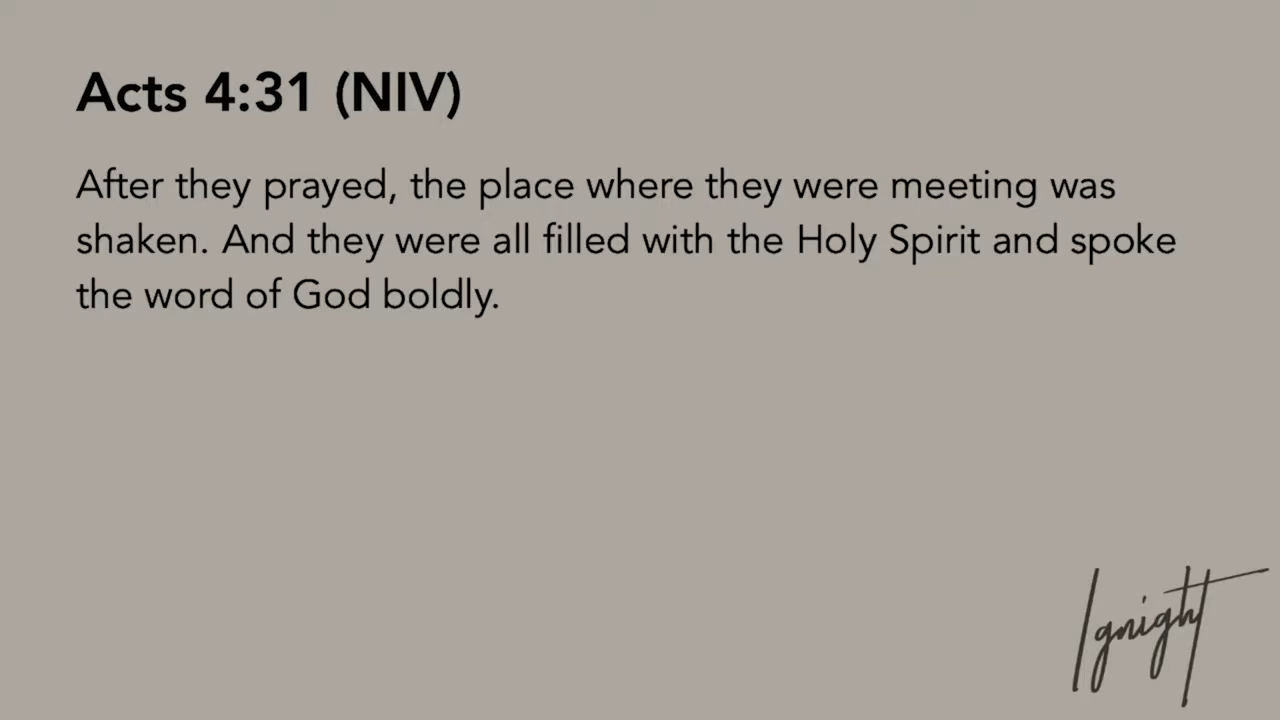 Acts 4:31 (NIV)
After they prayed, the place where they were meeting was
shaken. And they were all filled with the Holy Spirit and spoke
the word of God boldly.
Ignight